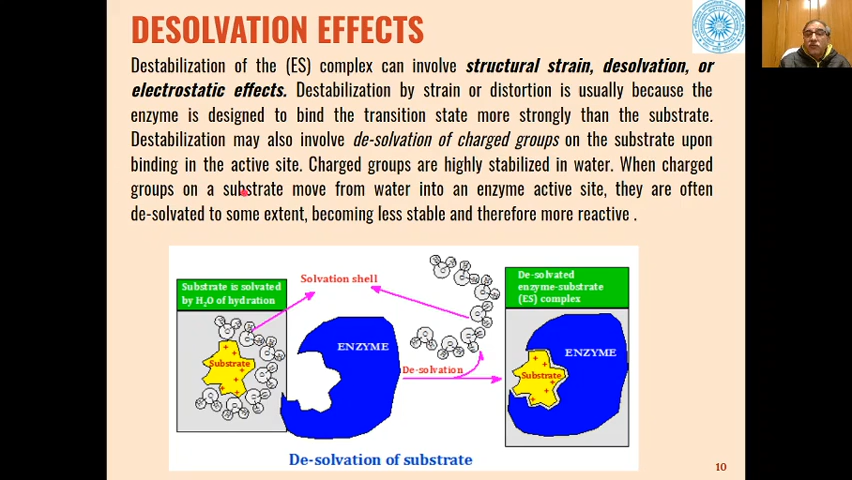 DESOLVATION EFFECTS
Destabilization of the (ES) complex can involve structural strain, desolvation, or
electrostatic effects. Destabilization by strain or distortion is usually because the
enzyme is designed to bind the transition state more strongly than the substrate.
Destabilization may also involve de-solvation of charged groups on the substrate upon
binding in the active site. Charged groups are highly stabilized in water. When charged
groups on a substrate move from water into an enzyme active site, they are often
de-solvated to some extent, becoming less stable and therefore more reactive .
Substrate is solvated
by H₂O of hydration
Solvation shell
De-solvated
enzyme-substrate
(ES) complex
Substrate
ENZYME
De-solvation
ENZYME
Substrate
De-solvation of substrate
10